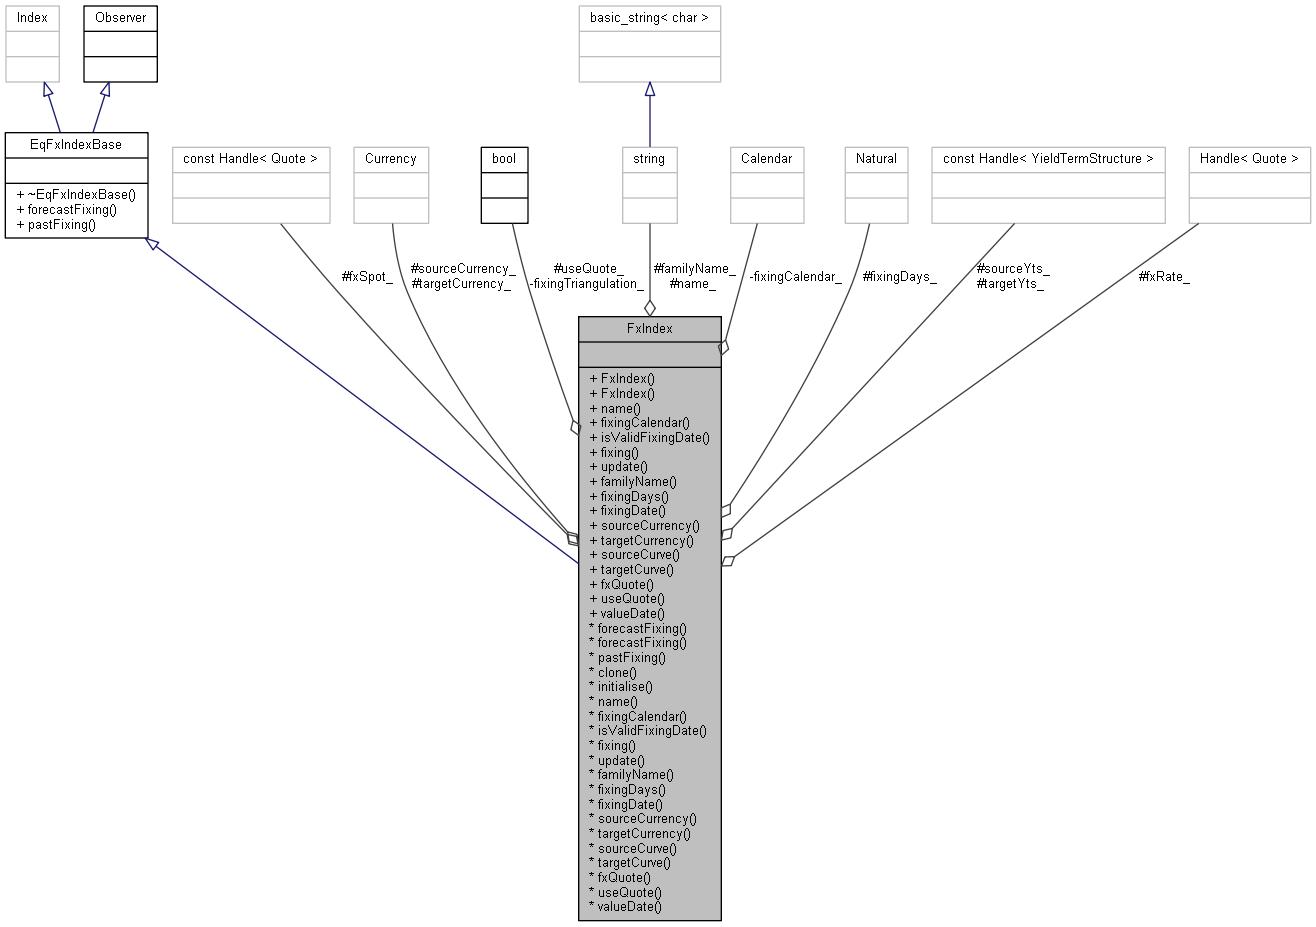 Index
Observer
basic_string< char >
EqFxIndexBase
+ ~EqFxIndexBase()
+ forecastFixing()
+ pastFixing()
const Handle< Quote >
Currency
bool
string
Calendar
Natural
const Handle< YieldTermStructure >
Handle< Quote >
#fxSpot_
#sourceCurrency_
#targetCurrency_
#useQuote_
-fixingTriangulation_
#familyName_
#name_
-fixingCalendar_
#fixingDays_
#sourceYts_
#targetYts_
#fxRate_
FxIndex
+ FxIndex()
+ FxIndex()
+ name()
+ fixingCalendar()
+ isValidFixingDate()
+ fixing()
+ update()
+ familyName()
+ fixingDays()
+ fixingDate()
+ sourceCurrency()
+ targetCurrency()
+ sourceCurve()
+ targetCurve()
+ fxQuote()
+ useQuote()
+ valueDate()
* forecastFixing()
* forecastFixing()
* pastFixing()
* clone()
* initialise()
* name()
* fixingCalendar()
* isValidFixingDate()
* fixing()
* update()
* familyName()
* fixingDays()
* fixingDate()
* sourceCurrency()
* targetCurrency()
* sourceCurve()
* targetCurve()
* fxQuote()
* useQuote()
* valueDate()